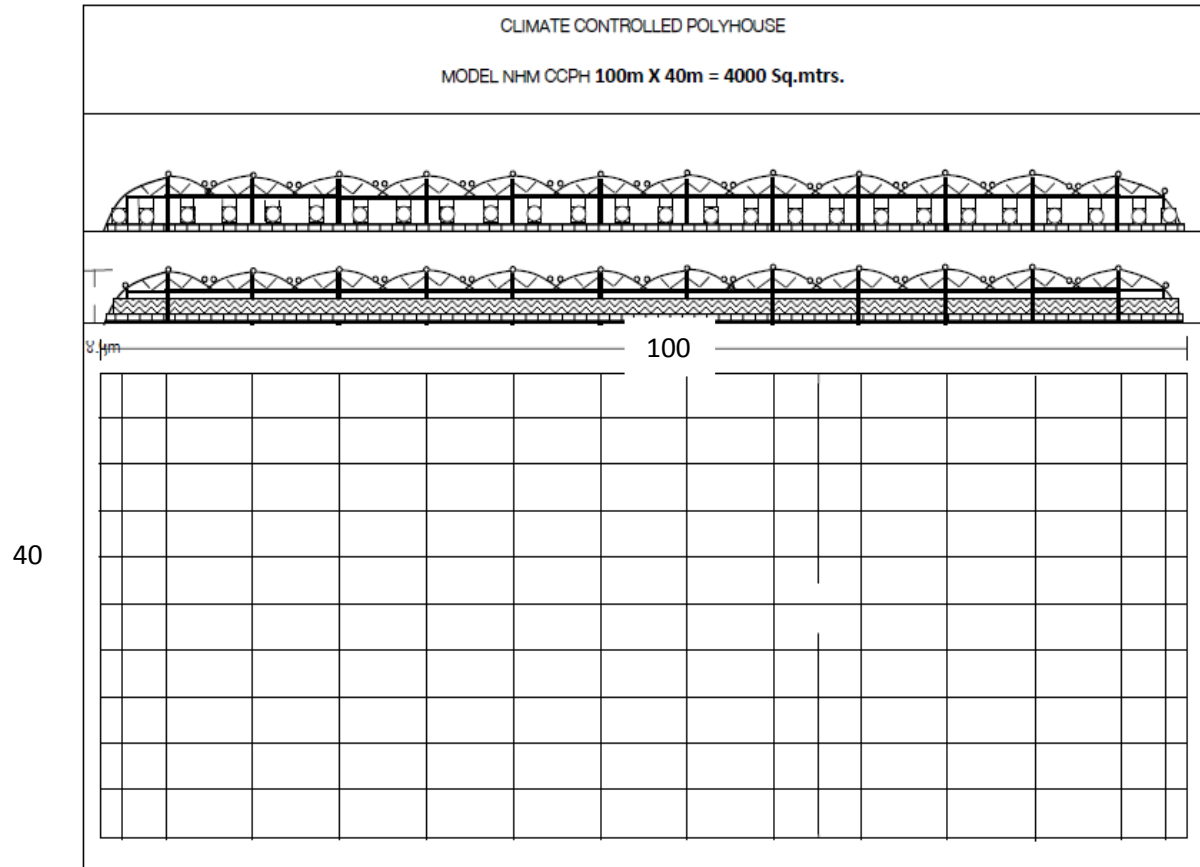 CLIMATE CONTROLLED POLYHOUSE
MODEL NHM CCPH 100m X 40m = 4000 Sq.mtrs.
100
40